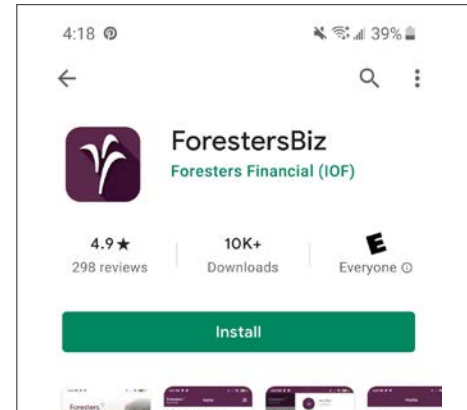 4:18
39%
ForestersBiz
Foresters Financial (IOF)
4.9★
298 reviews
10K+
Downloads
E
Everyone
Install
Foresters